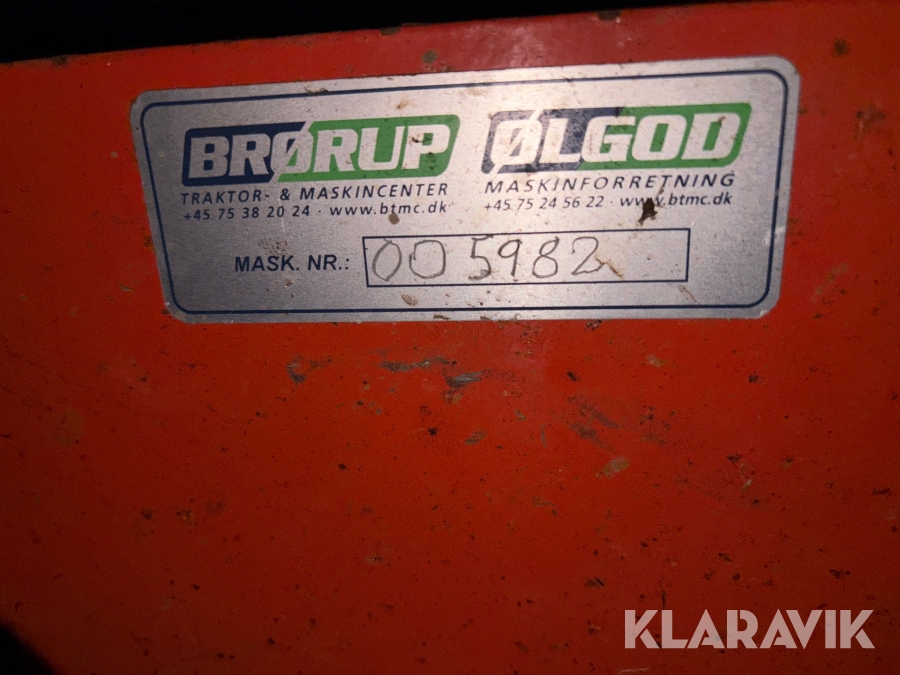 BRØRUP ØLGOD
TRAKTOR- & MASKINCENTER MASKINFORRETNING
+45 75 38 20 24 · www.btmc.dk +45 75 24 56 22 · www.btmc.dk
MASK. NR.: 005982
KLARAVIK